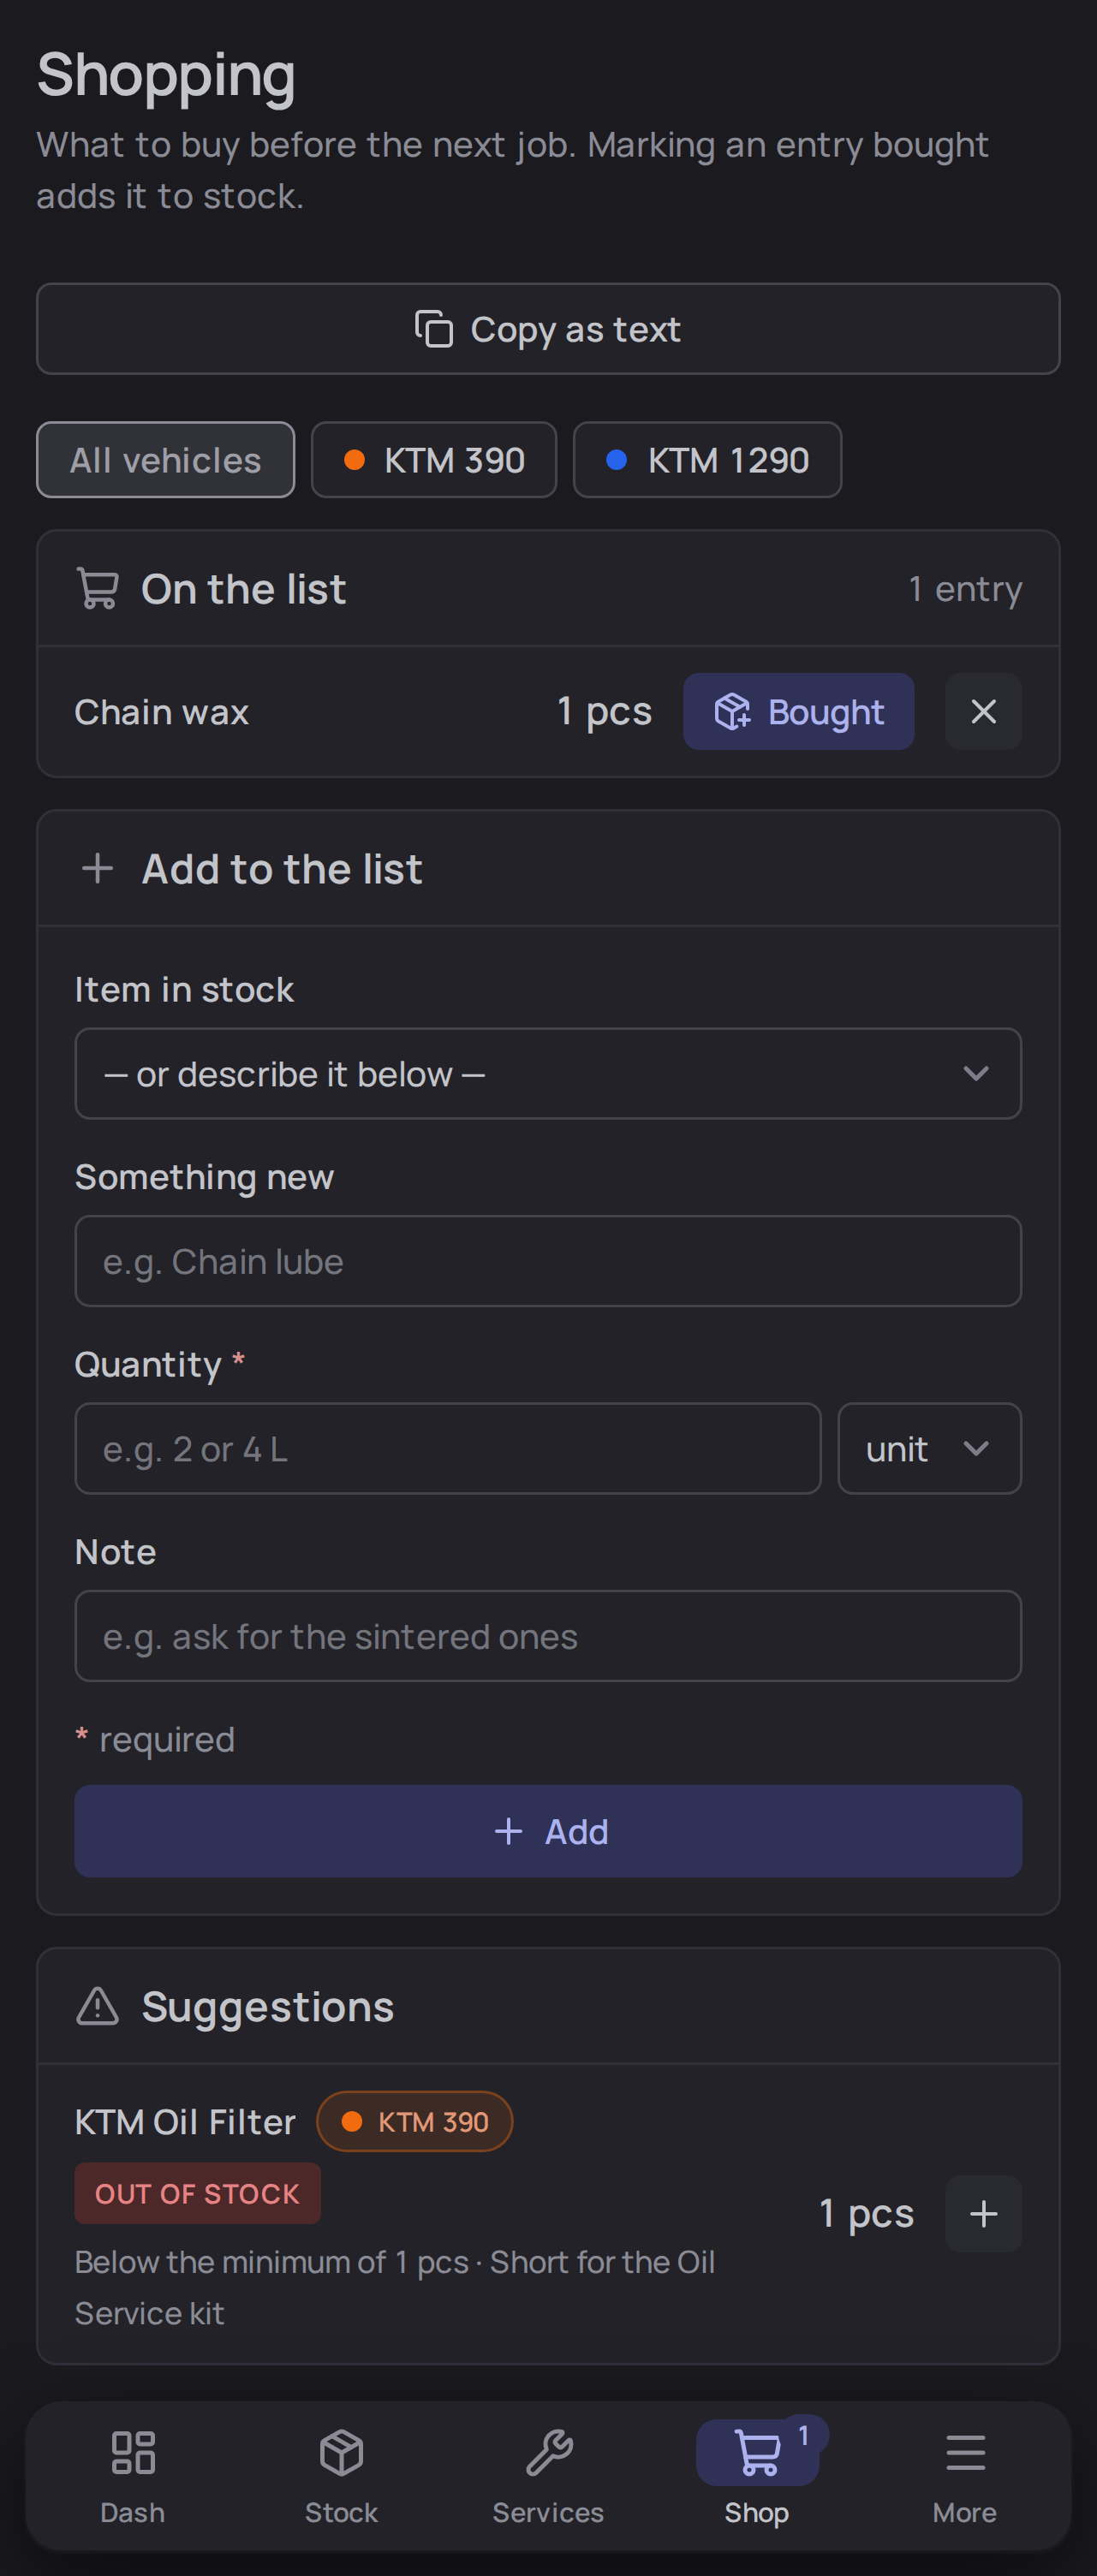 Shopping
What to buy before the next job. Marking an entry bought
adds it to stock.
Copy as text
All vehicles
KTM 390
KTM 1290
On the list
1 entry
Chain wax
1 pcs
Bought
Add to the list
Item in stock
— or describe it below —
Something new
e.g. Chain lube
Quantity *
e.g. 2 or 4 L
unit
Note
e.g. ask for the sintered ones
* required
Add
Suggestions
KTM Oil Filter
KTM 390
OUT OF STOCK
1 pcs
Below the minimum of 1 pcs · Short for the Oil
Service kit
1
Dash
Stock
Services
Shop
More